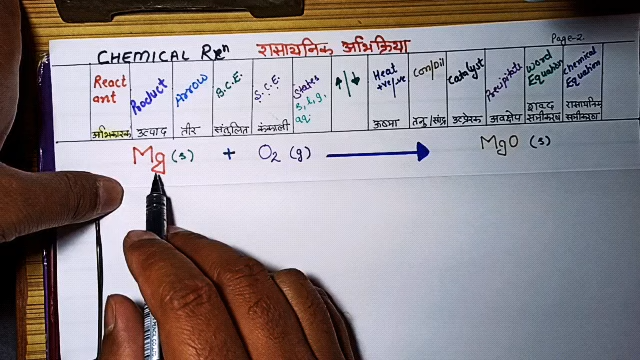 Page-2
CHEMICAL Rxn रासायनिक अभिक्रिया
Reactant Product Arrow B.C.E. S.C.E. States s, l, g, aq. ↑/↓ Heat +ve/-ve Con/Dil Catalyst Precipitate Word Equation Chemical Equation
अभिकारक उत्पाद तीर संतुलित कंकाली ऊष्मा तनु/सांद्र उत्प्रेरक अवक्षेप शब्द समीकरण रासायनिक समीकरण
Mg (s) + O2 (g) → MgO (s)